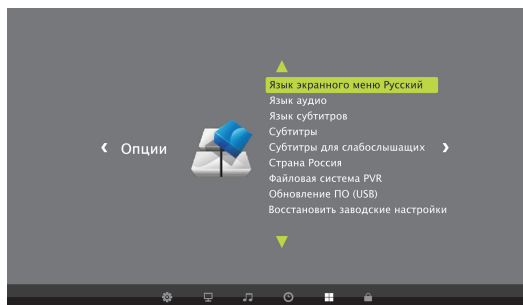 Опции
Язык экранного меню Русский
Язык аудио
Язык субтитров
Субтитры
Субтитры для слабослышащих
Страна Россия
Файловая система PVR
Обновление ПО (USB)
Восстановить заводские настройки